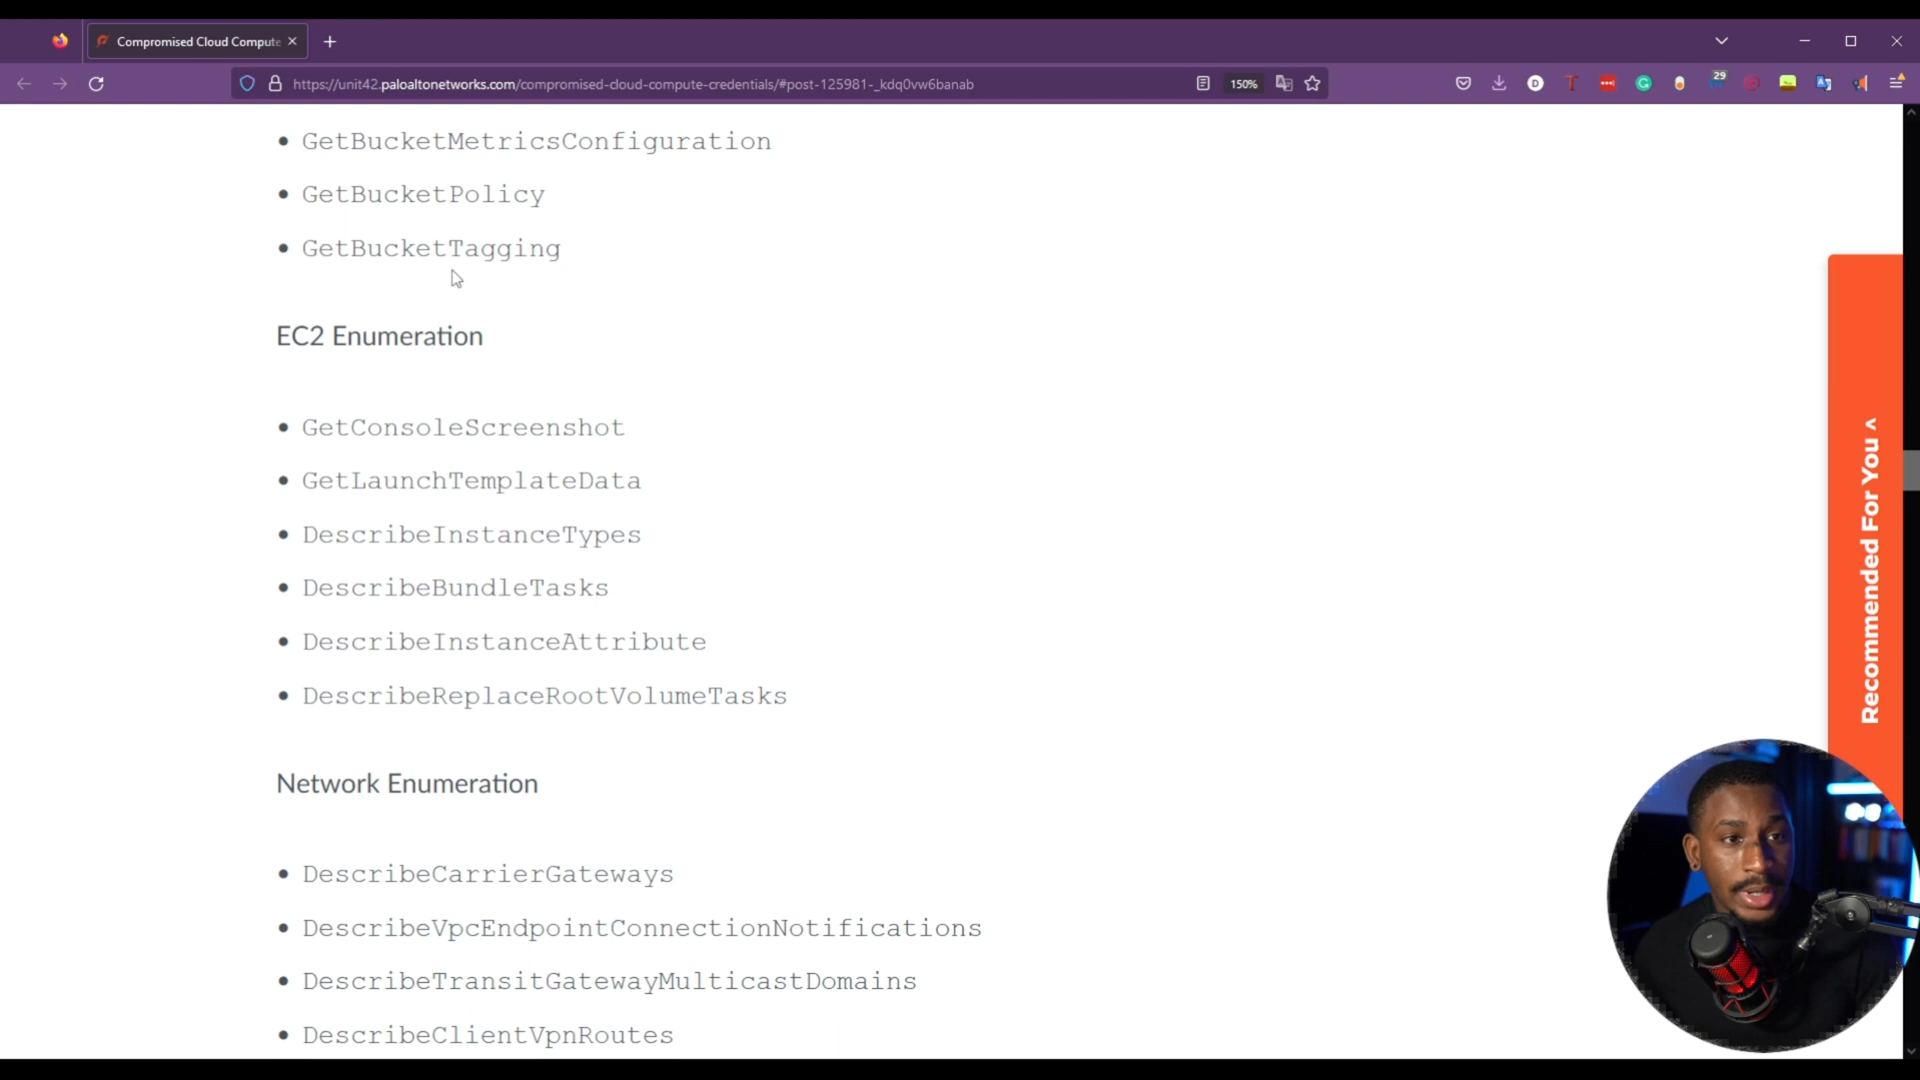 Compromised Cloud Compute
https://unit42.paloaltonetworks.com/compromised-cloud-compute-credentials/#post-125981-_kdq0vw6banab
150%
29
GetBucketMetricsConfiguration
GetBucketPolicy
GetBucketTagging
EC2 Enumeration
GetConsoleScreenshot
GetLaunchTemplateData
DescribeInstanceTypes
DescribeBundleTasks
DescribeInstanceAttribute
DescribeReplaceRootVolumeTasks
Network Enumeration
DescribeCarrierGateways
DescribeVpcEndpointConnectionNotifications
DescribeTransitGatewayMulticastDomains
DescribeClientVpnRoutes
Recommended For You ^